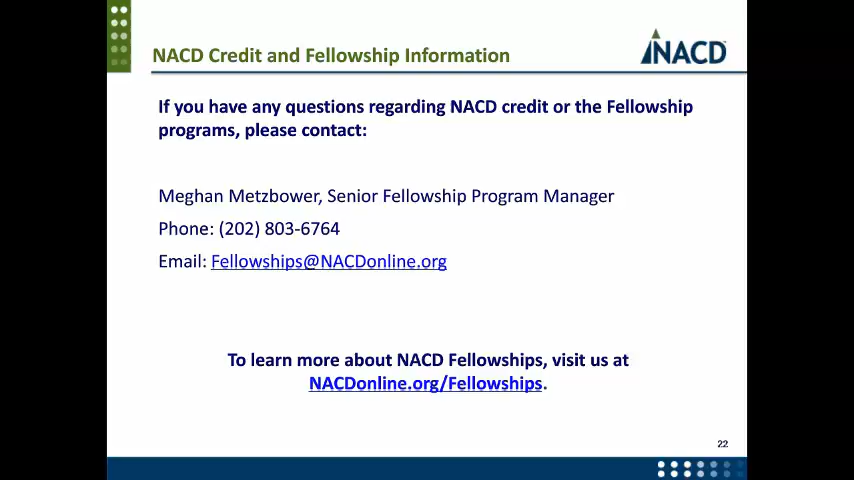 NACD Credit and Fellowship Information
NACD
If you have any questions regarding NACD credit or the Fellowship
programs, please contact:
Meghan Metzbower, Senior Fellowship Program Manager
Phone: (202) 803-6764
Email: Fellowships@NACDonline.org
To learn more about NACD Fellowships, visit us at
NACDonline.org/Fellowships.
22